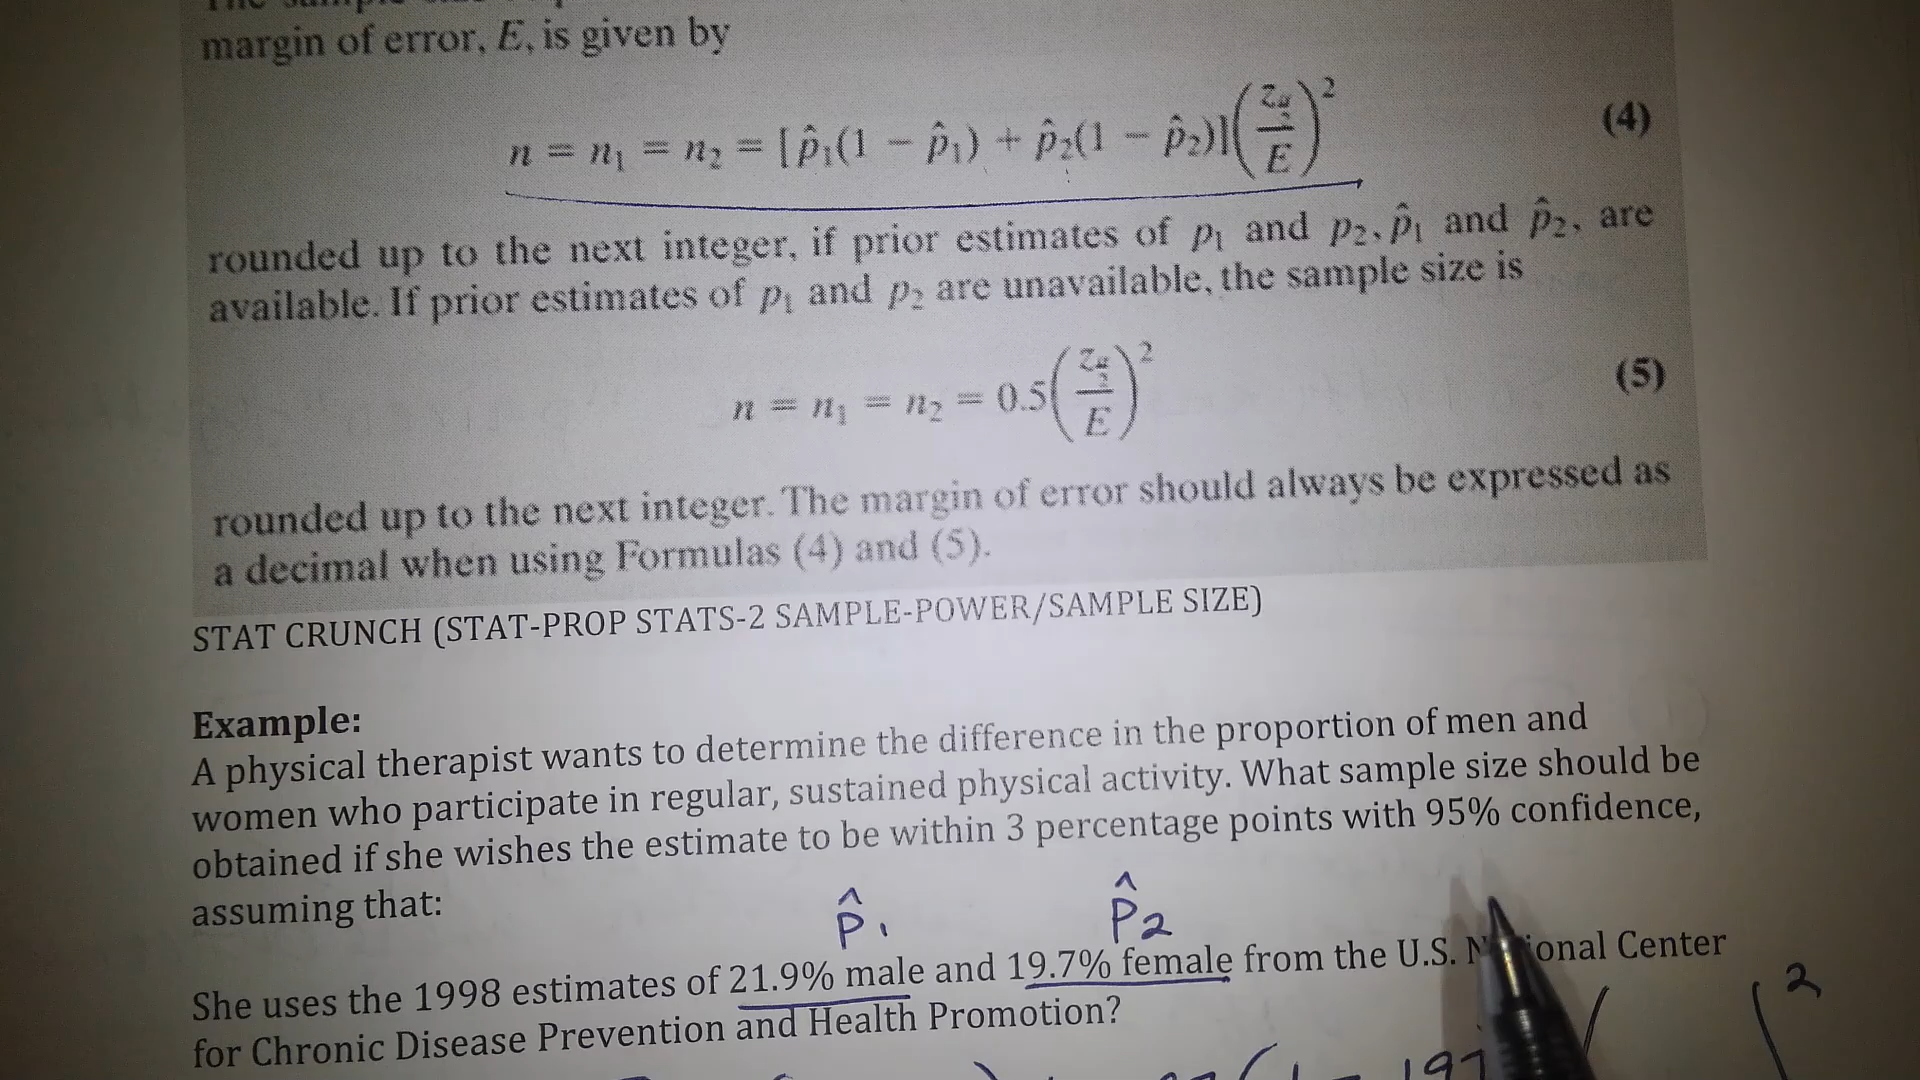 margin of error, E, is given by
n = n₁ = n₂ = [p̂₁(1 − p̂₁) + p̂₂(1 − p̂₂)](z_{α/2}/E)² (4)
rounded up to the next integer, if prior estimates of p₁ and p₂, p̂₁ and p̂₂, are
available. If prior estimates of p₁ and p₂ are unavailable, the sample size is
n = n₁ = n₂ = 0.5(z_{α/2}/E)² (5)
rounded up to the next integer. The margin of error should always be expressed as
a decimal when using Formulas (4) and (5).
STAT CRUNCH (STAT-PROP STATS-2 SAMPLE-POWER/SAMPLE SIZE)
Example:
A physical therapist wants to determine the difference in the proportion of men and
women who participate in regular, sustained physical activity. What sample size should be
obtained if she wishes the estimate to be within 3 percentage points with 95% confidence,
assuming that:
p̂₁ p̂₂
She uses the 1998 estimates of 21.9% male and 19.7% female from the U.S. Center
for Chronic Disease Prevention and Health Promotion?